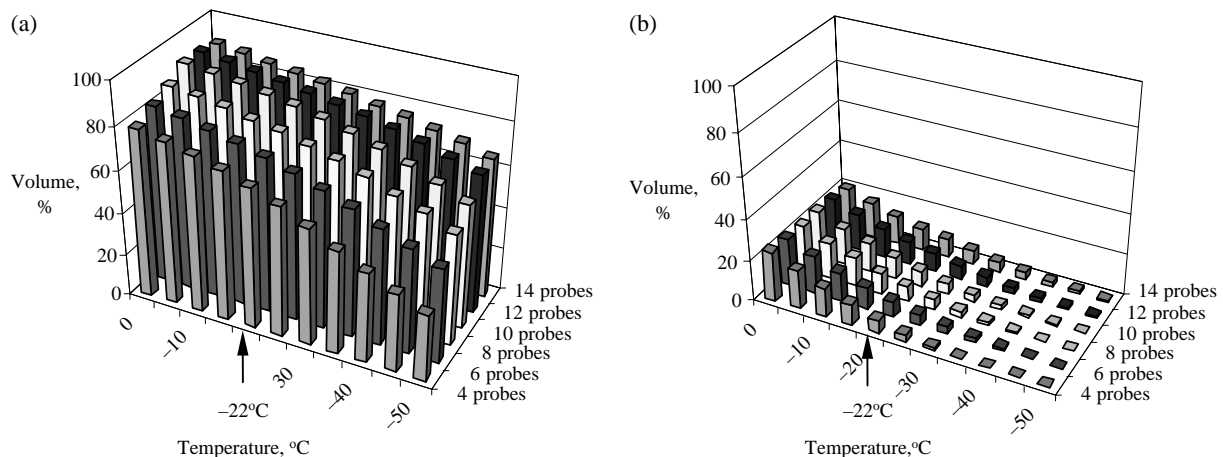 (a)
100
80
60
40
20
0
Volume,
%
0
–10
–22°C
30
–40
–50
Temperature, °C
14 probes
12 probes
10 probes
8 probes
6 probes
4 probes
(b)
100
80
60
40
20
0
Volume,
%
0
–10
–20
–22°C
–30
–40
–50
Temperature,°C
14 probes
12 probes
10 probes
8 probes
6 probes
4 probes